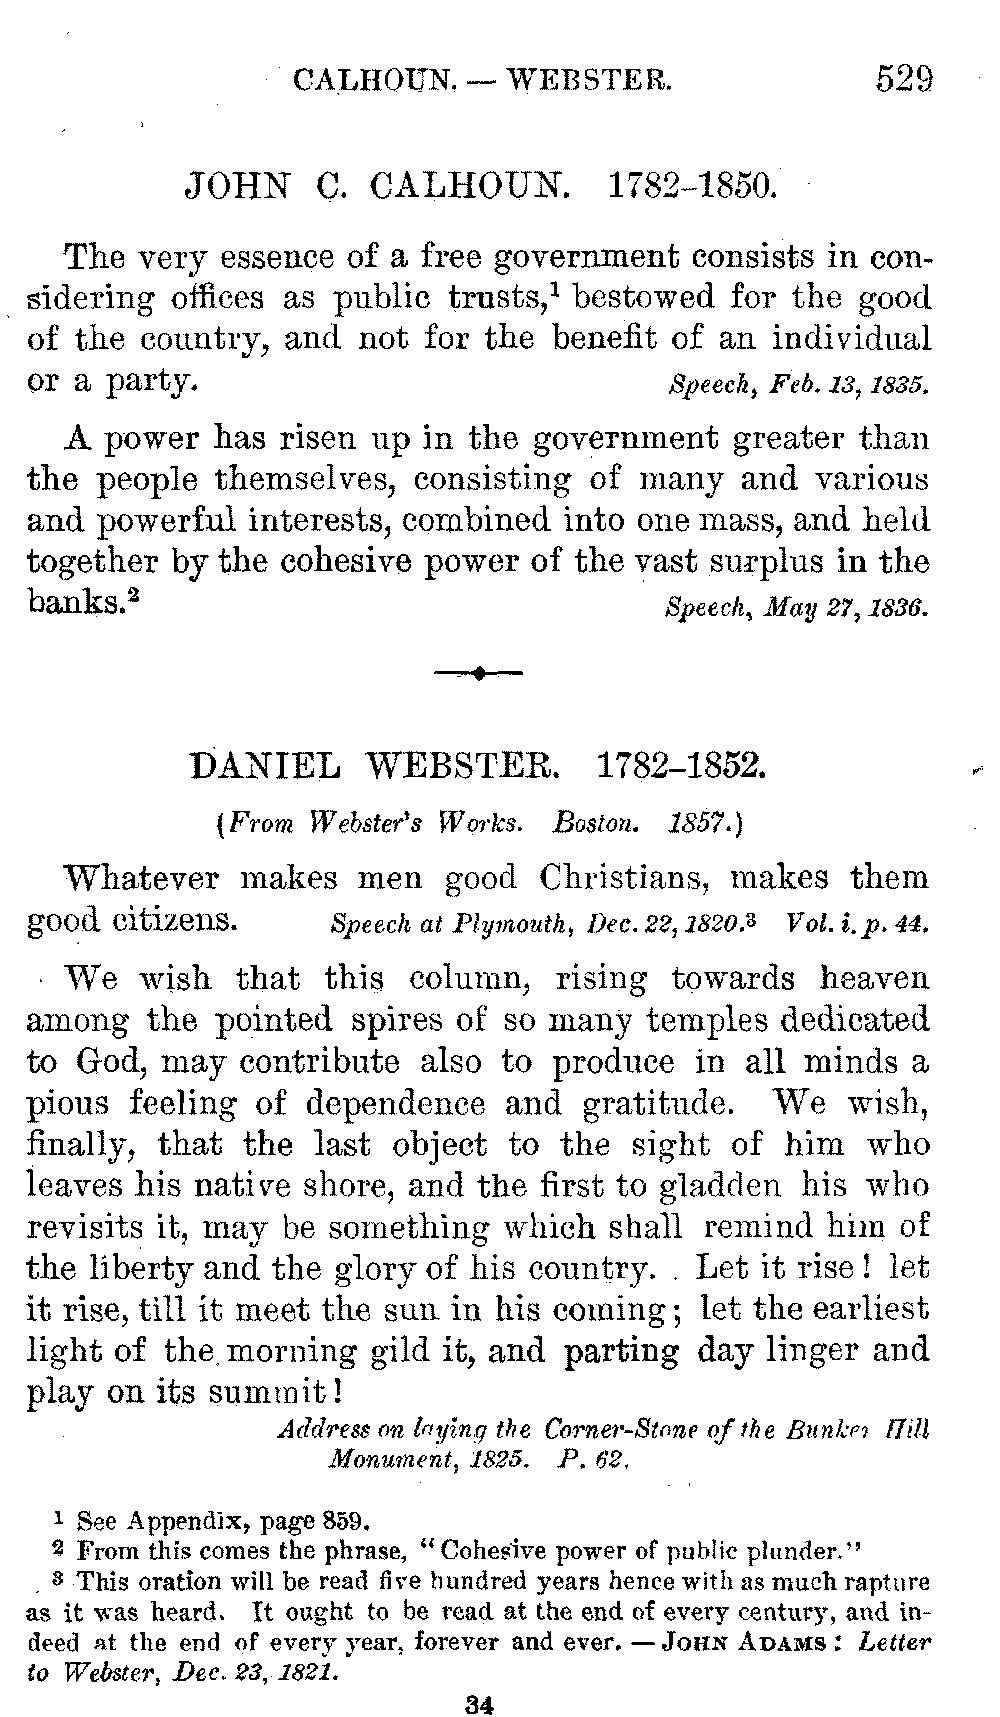 CALHOUN. — WEBSTER. 529
JOHN C. CALHOUN. 1782–1850.
The very essence of a free government consists in con-
sidering offices as public trusts,¹ bestowed for the good
of the country, and not for the benefit of an individual
or a party. Speech, Feb. 13, 1835.
A power has risen up in the government greater than
the people themselves, consisting of many and various
and powerful interests, combined into one mass, and held
together by the cohesive power of the vast surplus in the
banks.² Speech, May 27, 1836.
DANIEL WEBSTER. 1782–1852.
(From Webster's Works. Boston. 1857.)
Whatever makes men good Christians, makes them
good citizens. Speech at Plymouth, Dec. 22, 1820.³ Vol. i. p. 44.
We wish that this column, rising towards heaven
among the pointed spires of so many temples dedicated
to God, may contribute also to produce in all minds a
pious feeling of dependence and gratitude. We wish,
finally, that the last object to the sight of him who
leaves his native shore, and the first to gladden his who
revisits it, may be something which shall remind him of
the liberty and the glory of his country. Let it rise! let
it rise, till it meet the sun in his coming; let the earliest
light of the morning gild it, and parting day linger and
play on its summit!
Address on laying the Corner-Stone of the Bunker Hill
Monument, 1825. P. 62.
¹ See Appendix, page 859.
² From this comes the phrase, "Cohesive power of public plunder."
³ This oration will be read five hundred years hence with as much rapture
as it was heard. It ought to be read at the end of every century, and in-
deed at the end of every year, forever and ever. — JOHN ADAMS: Letter
to Webster, Dec. 23, 1821.
34